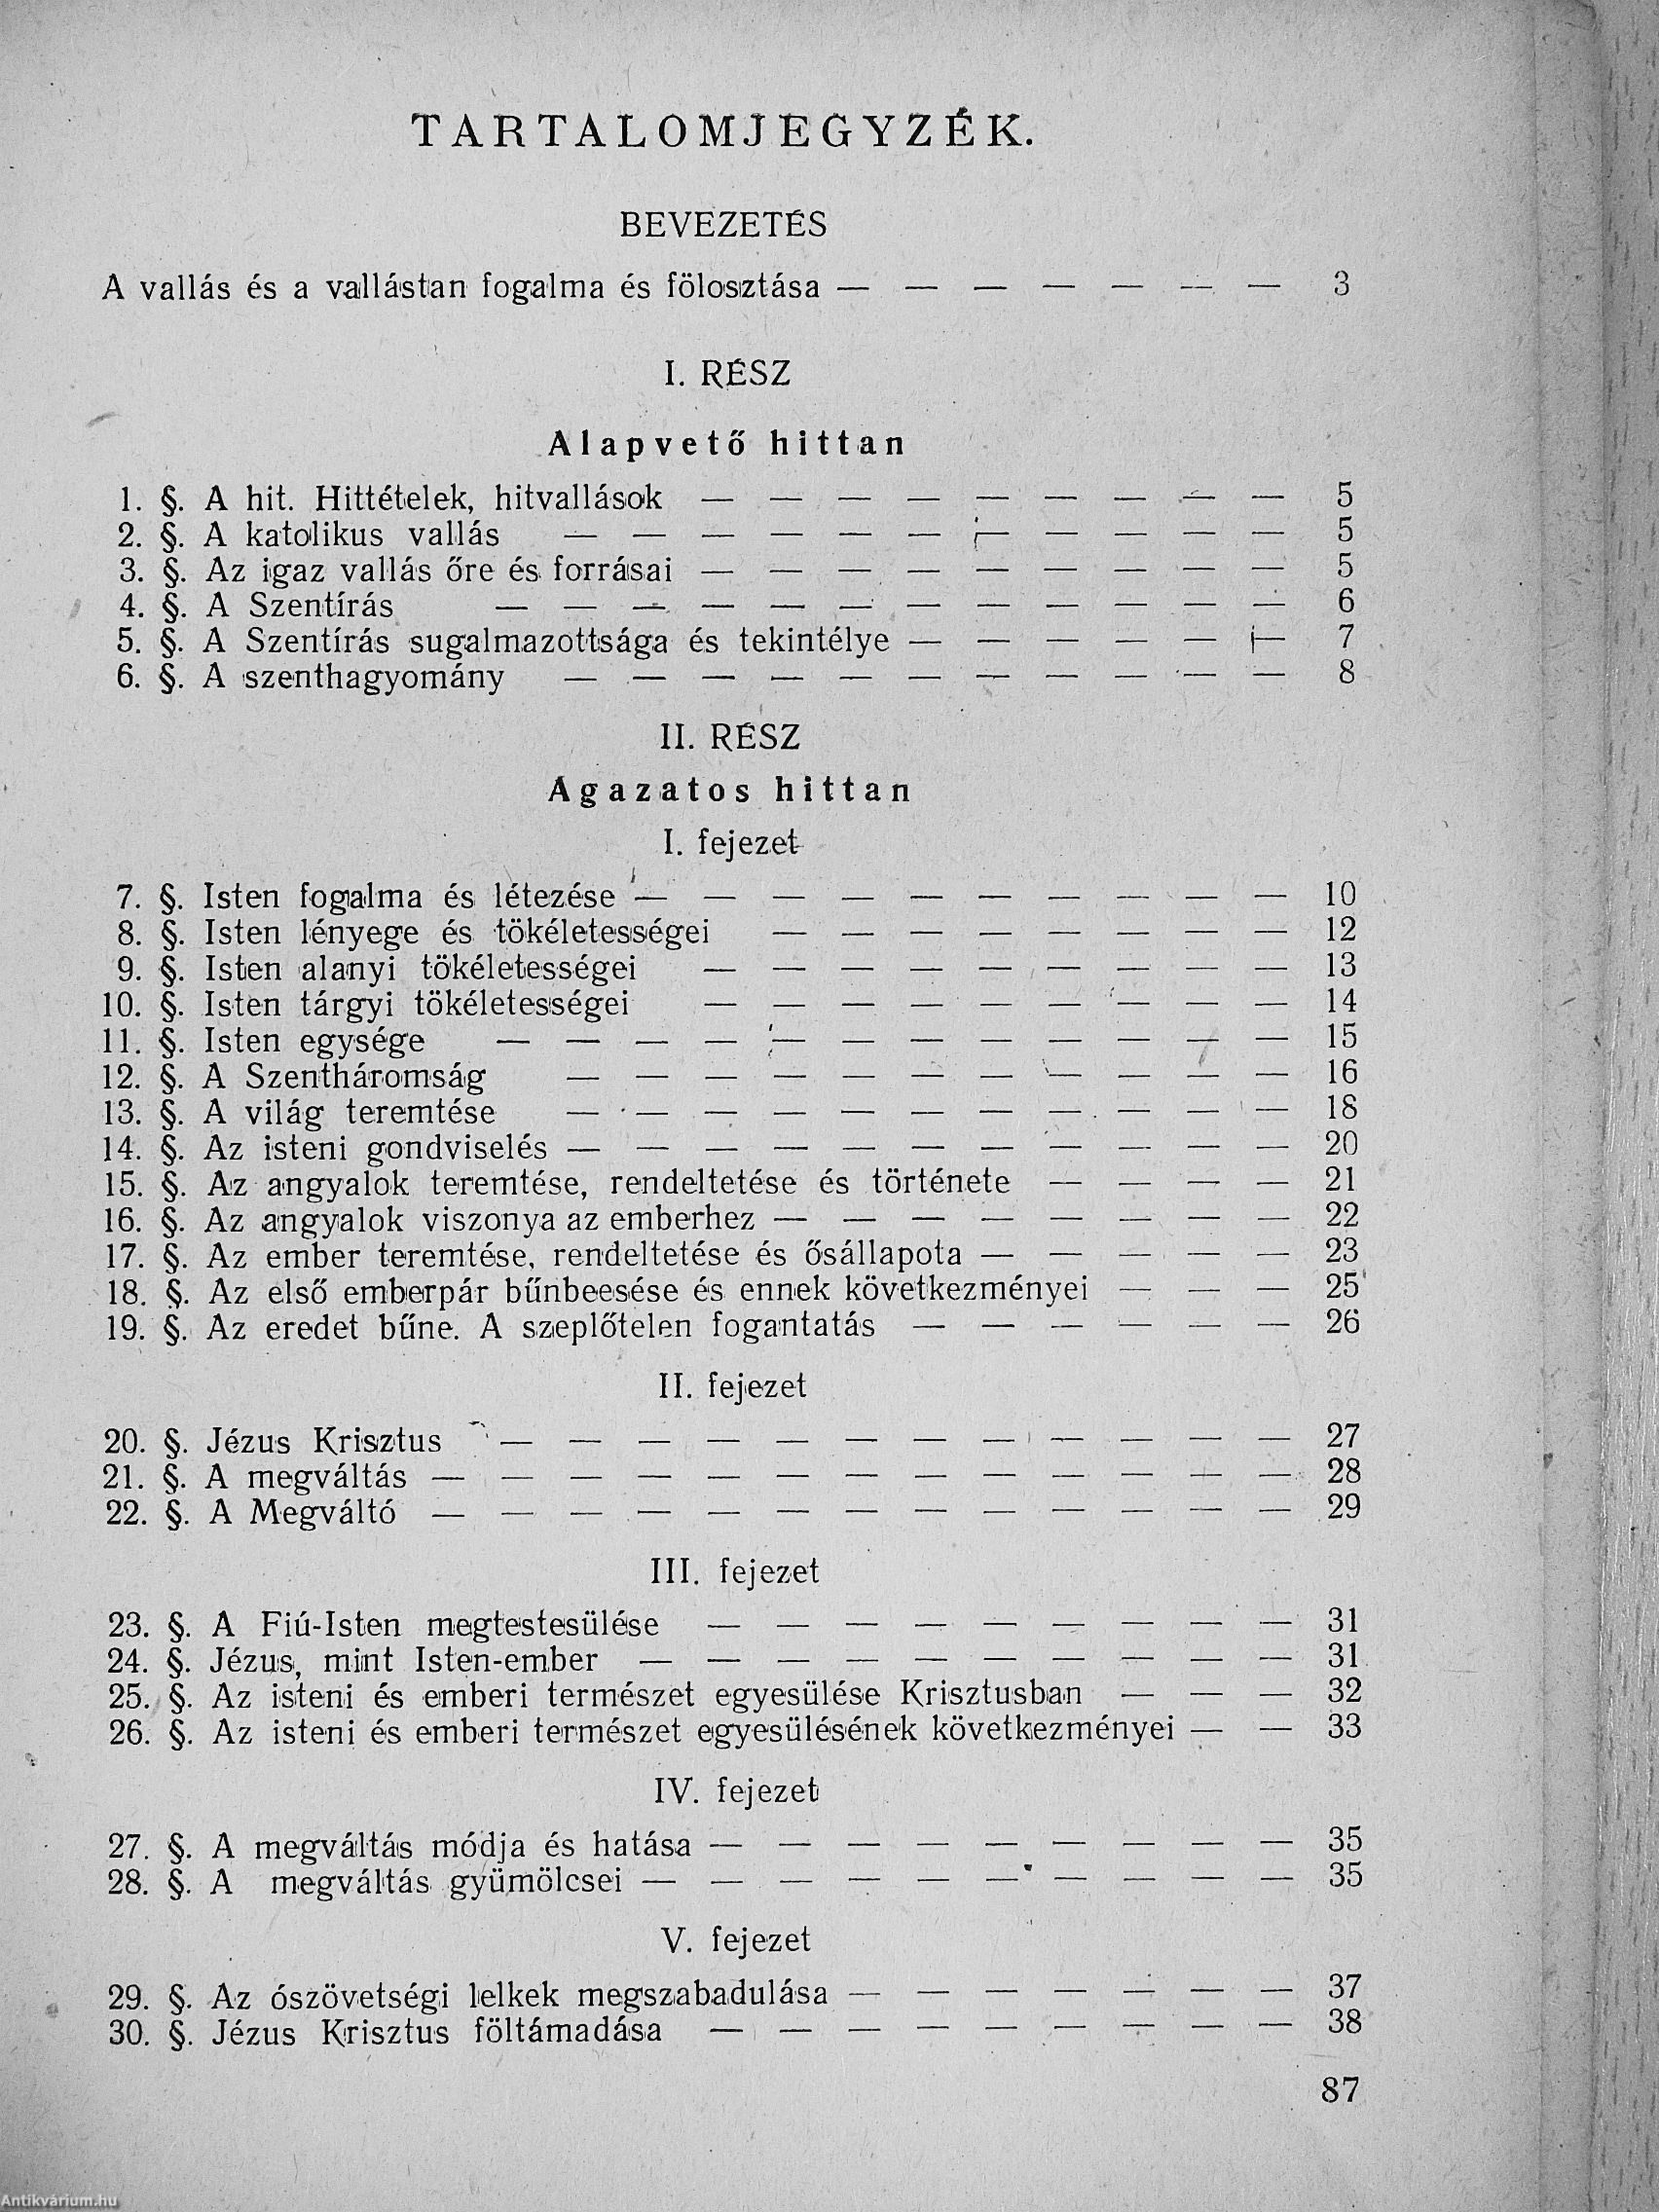 TARTALOMJEGYZÉK.
BEVEZETÉS
A vallás és a vallástan fogalma és fölosztása — — — — — — — 3
I. RÉSZ
Alapvető hittan
1. §. A hit. Hittételek, hitvallások — — — — — — — — — 5
2. §. A katolikus vallás — — — — — — — — — — — 5
3. §. Az igaz vallás őre és forrásai — — — — — — — — — 5
4. §. A Szentírás — — — — — — — — — — — — 6
5. §. A Szentírás sugalmazottsága és tekintélye — — — — — — 7
6. §. A szenthagyomány — — — — — — — — — — — 8
II. RÉSZ
Agazatos hittan
I. fejezet
7. §. Isten fogalma és létezése — — — — — — — — — — 10
8. §. Isten lényege és tökéletességei — — — — — — — — 12
9. §. Isten alanyi tökéletességei — — — — — — — — — 13
10. §. Isten tárgyi tökéletességei — — — — — — — — — 14
11. §. Isten egysége — — — — — — — — — — — — 15
12. §. A Szentháromság — — — — — — — — — — — 16
13. §. A világ teremtése — — — — — — — — — — — 18
14. §. Az isteni gondviselés — — — — — — — — — — — 20
15. §. Az angyalok teremtése, rendeltetése és története — — — — 21
16. §. Az angyalok viszonya az emberhez — — — — — — — — 22
17. §. Az ember teremtése, rendeltetése és ősállapota — — — — — 23
18. §. Az első emberpár bűnbeesése és ennek következményei — — — 25
19. §. Az eredet bűne. A szeplőtelen fogantatás — — — — — — 26
II. fejezet
20. §. Jézus Krisztus — — — — — — — — — — — — 27
21. §. A megváltás — — — — — — — — — — — — — 28
22. §. A Megváltó — — — — — — — — — — — — — 29
III. fejezet
23. §. A Fiú-Isten megtestesülése — — — — — — — — — 31
24. §. Jézus, mint Isten-ember — — — — — — — — — — 31
25. §. Az isteni és emberi természet egyesülése Krisztusban — — — 32
26. §. Az isteni és emberi természet egyesülésének következményei — — 33
IV. fejezet
27. §. A megváltás módja és hatása — — — — — — — — — 35
28. §. A megváltás gyümölcsei — — — — — — — — — — 35
V. fejezet
29. §. Az ószövetségi lelkek megszabadulása — — — — — — — 37
30. §. Jézus Krisztus föltámadása — — — — — — — — — 38
87
Antikvárium.hu